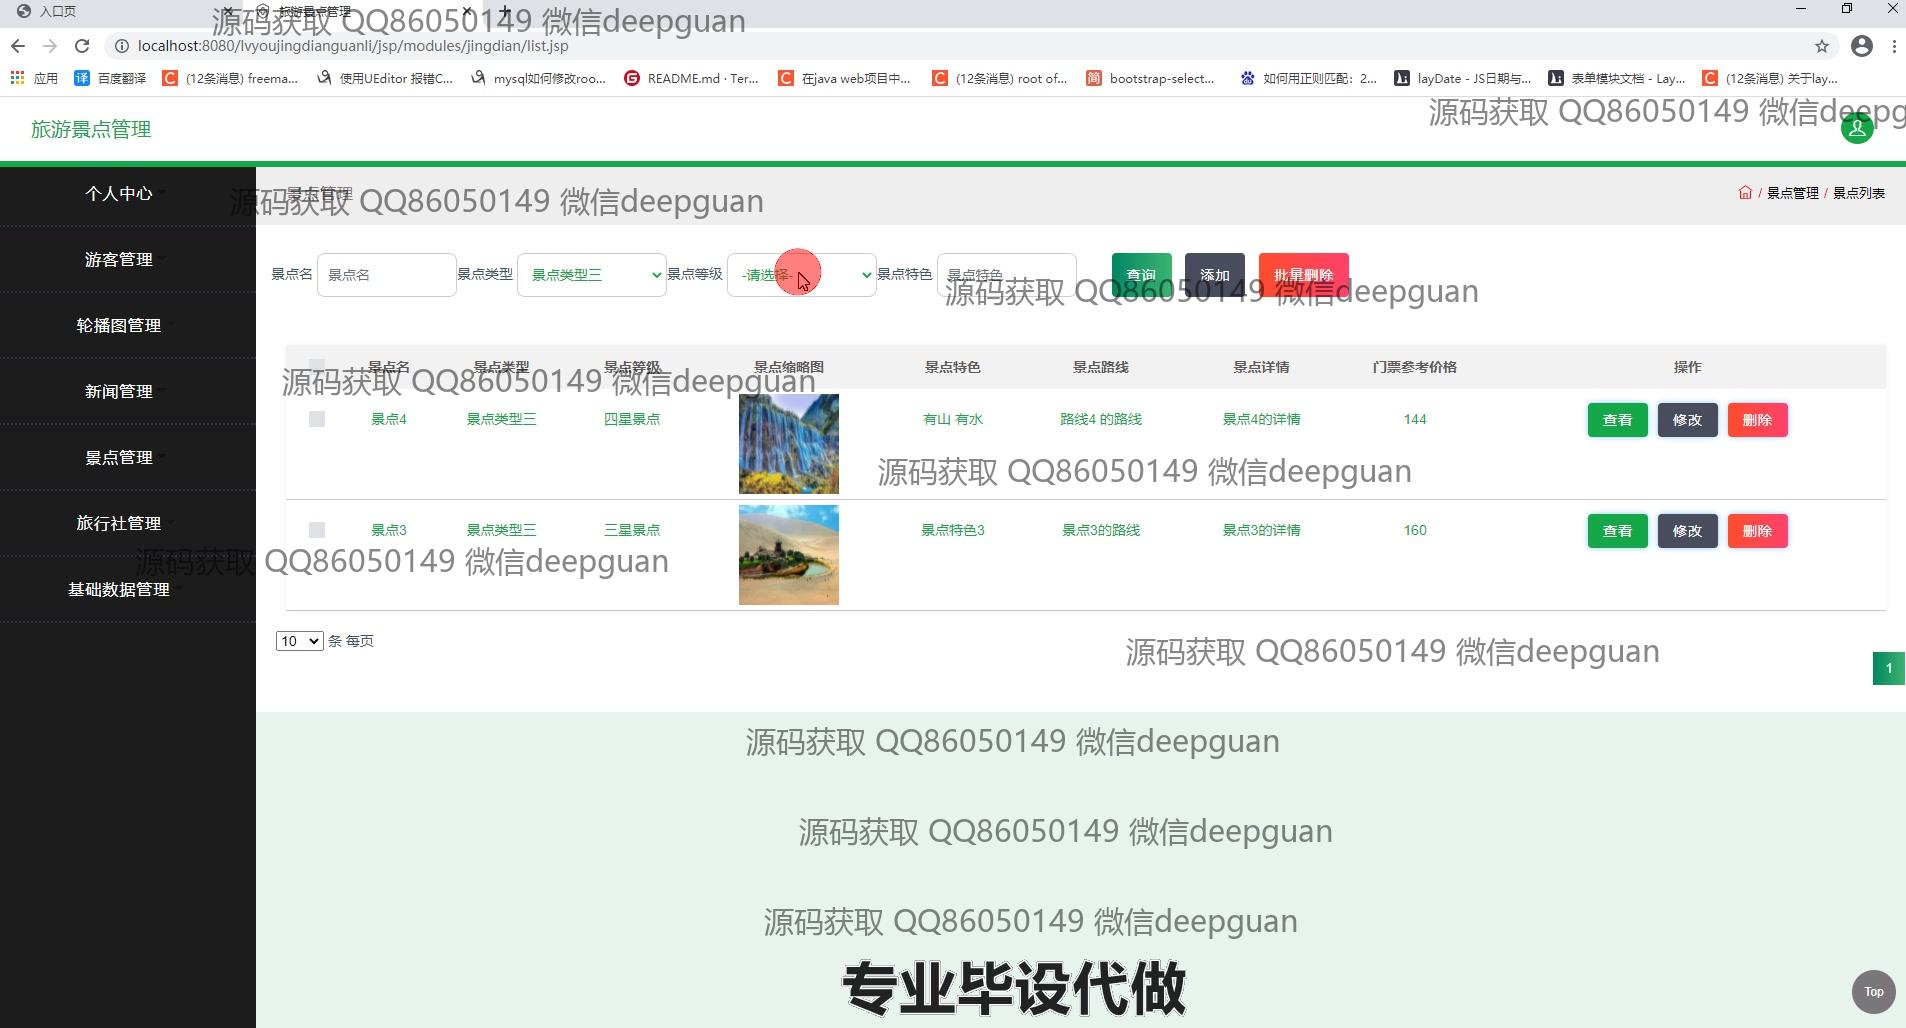 入口页
旅游景点管理
源码获取 QQ86050149 微信deepguan
localhost:8080/lvyoujingdianguanli/jsp/modules/jingdian/list.jsp
应用 百度翻译 (12条消息) freema... 使用UEditor 报错C... mysql如何修改roo... README.md · Ter... 在java web项目中... (12条消息) root of... bootstrap-select... 如何用正则匹配：2... layDate - JS日期与... 表单模块文档 - Lay... (12条消息) 关于lay...
源码获取 QQ86050149 微信deepg
旅游景点管理
个人中心
景点管理
/ 景点管理 / 景点列表
源码获取 QQ86050149 微信deepguan
游客管理
景点名 景点名 景点类型 景点类型三 景点等级 -请选择- 景点特色 景点特色 查询 添加 批量删除
源码获取 QQ86050149 微信deepguan
轮播图管理
景点名 景点类型 景点等级 景点缩略图 景点特色 景点路线 景点详情 门票参考价格 操作
源码获取 QQ86050149 微信deepguan
新闻管理
景点4 景点类型三 四星景点 有山 有水 路线4 的路线 景点4的详情 144 查看 修改 删除
景点管理
源码获取 QQ86050149 微信deepguan
旅行社管理
景点3 景点类型三 三星景点 景点特色3 景点3的路线 景点3的详情 160 查看 修改 删除
源码获取 QQ86050149 微信deepguan
基础数据管理
10 条 每页
源码获取 QQ86050149 微信deepguan
1
源码获取 QQ86050149 微信deepguan
源码获取 QQ86050149 微信deepguan
源码获取 QQ86050149 微信deepguan
专业毕设代做
Top